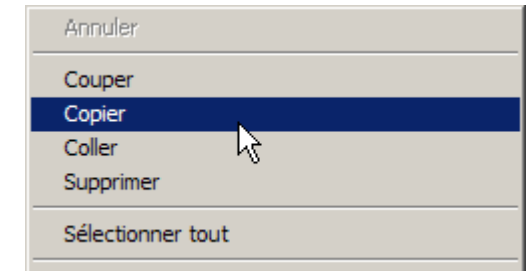 Annuler
Couper
Copier
Coller
Supprimer
Sélectionner tout